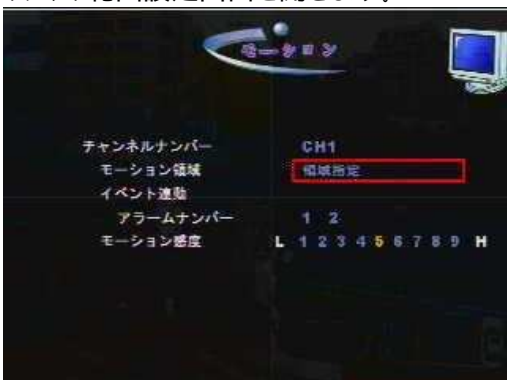 モーション
チャンネルナンバー CH1
モーション領域 領域指定
イベント連動
アラームナンバー 1 2
モーション感度 L 1 2 3 4 5 6 7 8 9 H